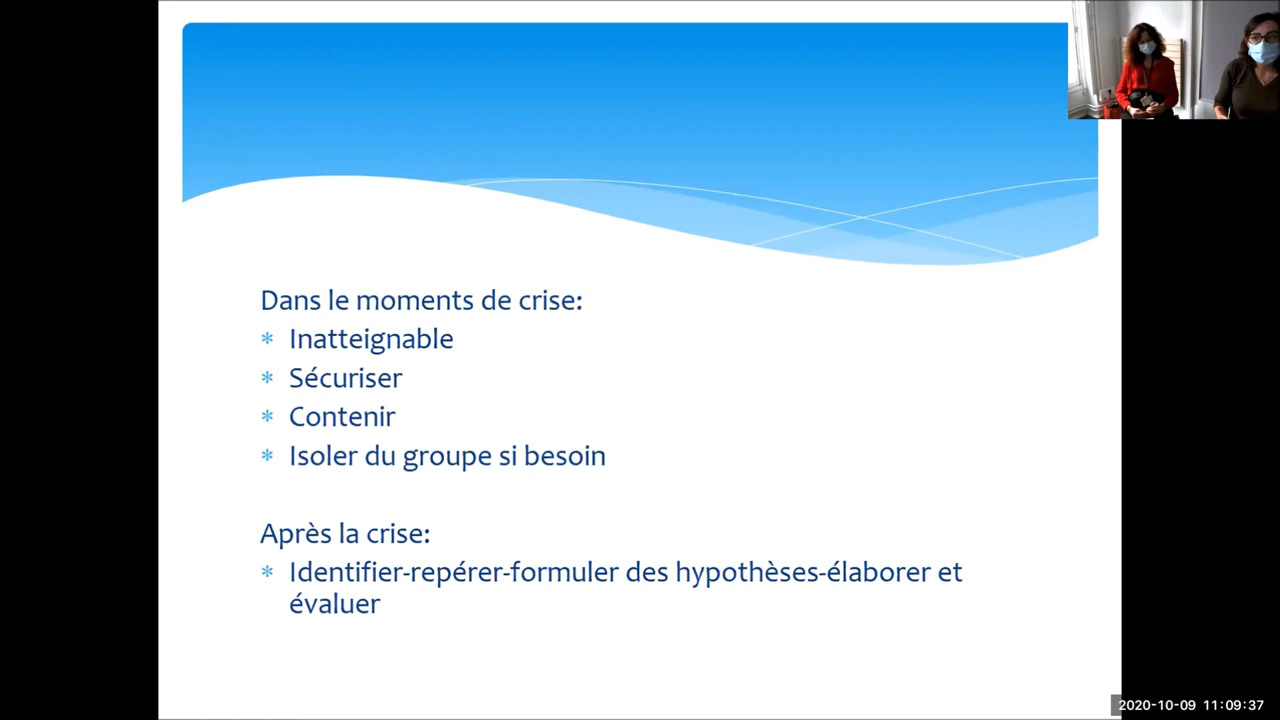 Dans le moments de crise:
* Inatteignable
* Sécuriser
* Contenir
* Isoler du groupe si besoin
Après la crise:
* Identifier-repérer-formuler des hypothèses-élaborer et
évaluer
2020-10-09 11:09:37